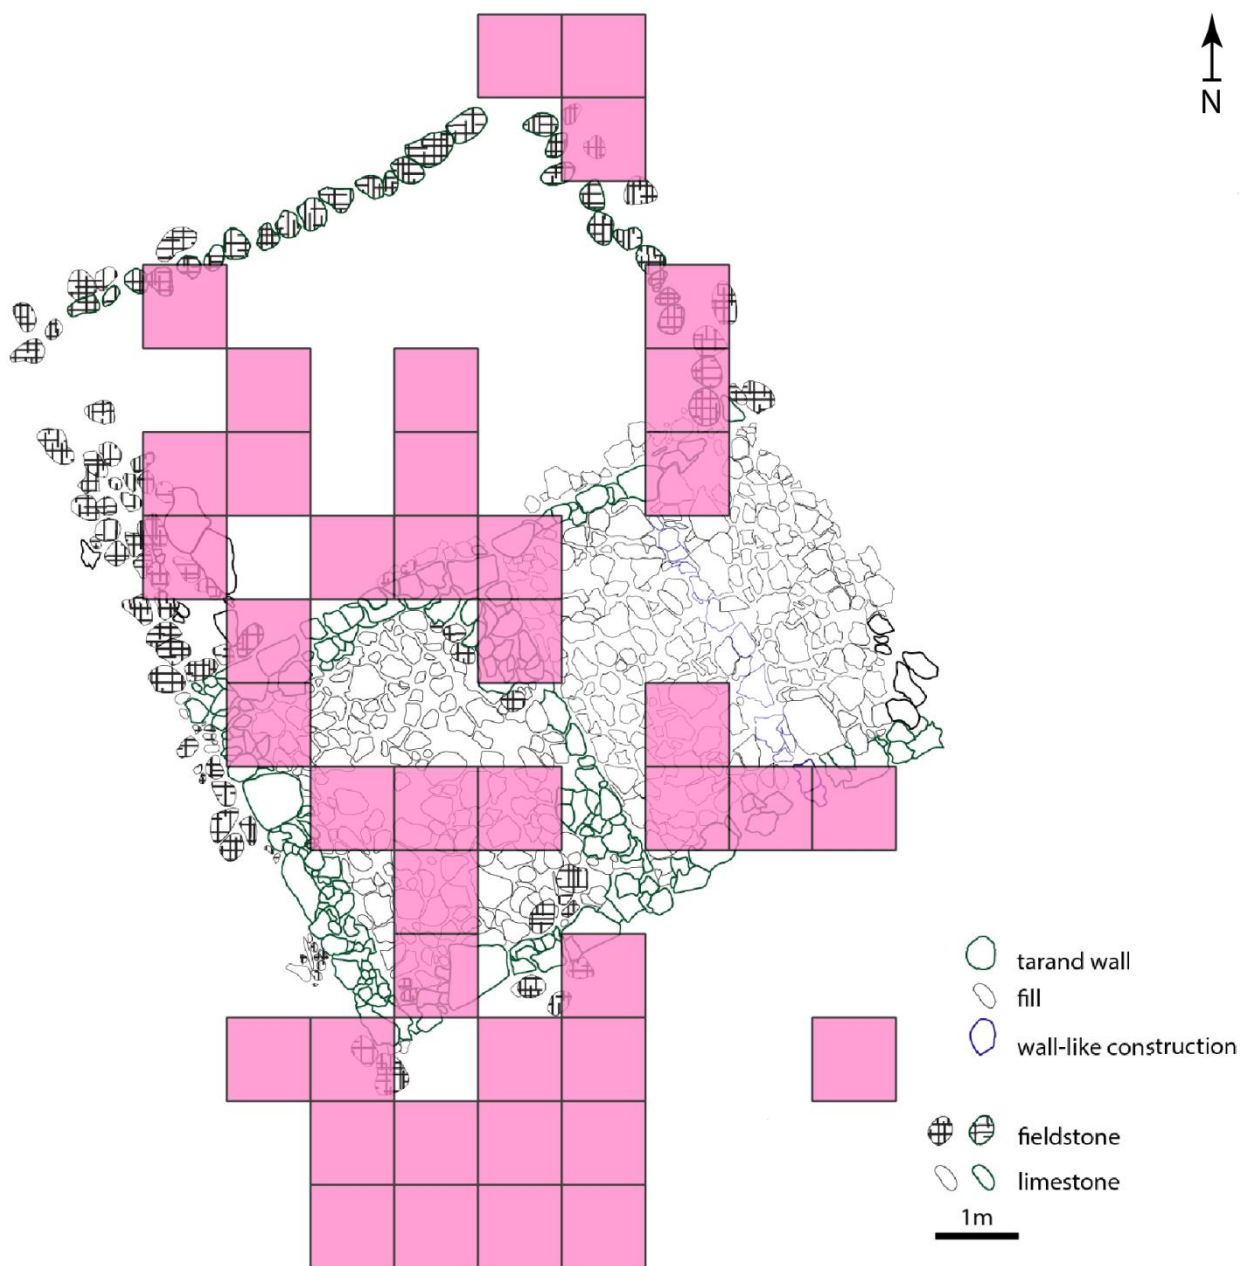 N
tarand wall
fill
wall-like construction
fieldstone
limestone
1m